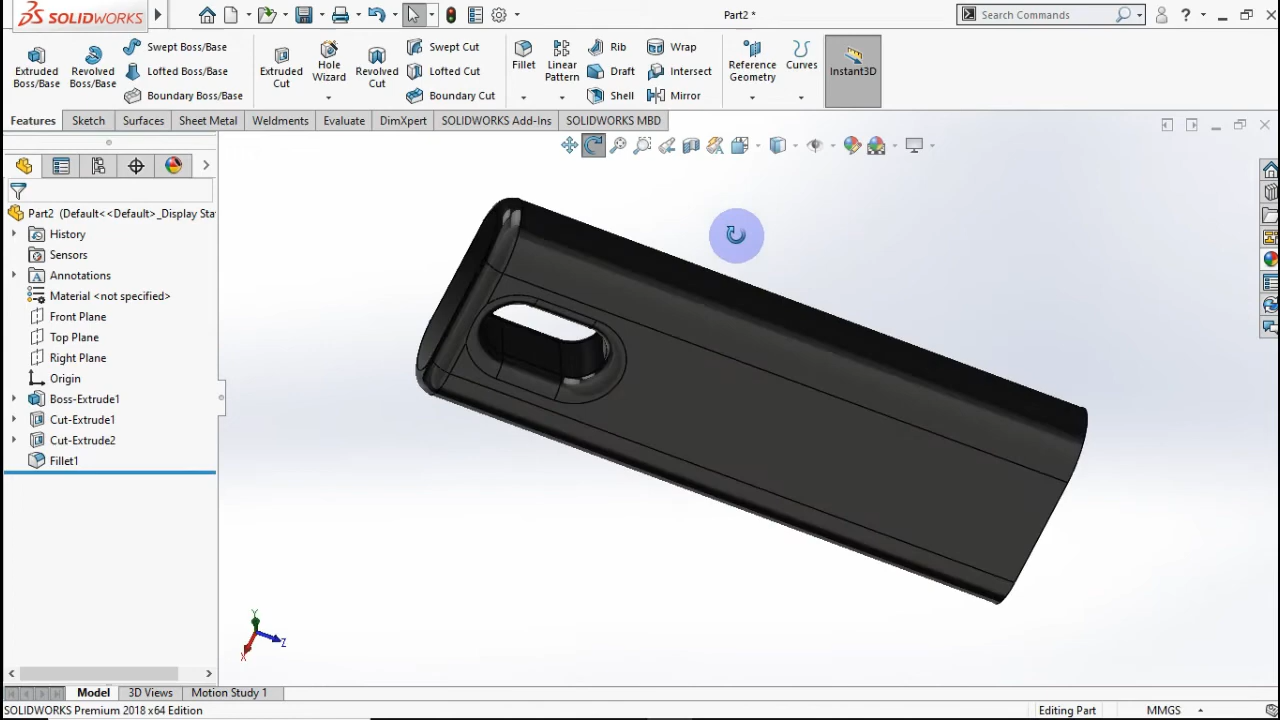 SOLIDWORKS
Part2 *
Search Commands
Extruded Boss/Base
Revolved Boss/Base
Swept Boss/Base
Lofted Boss/Base
Boundary Boss/Base
Extruded Cut
Hole Wizard
Revolved Cut
Swept Cut
Lofted Cut
Boundary Cut
Fillet
Linear Pattern
Rib
Draft
Shell
Wrap
Intersect
Mirror
Reference Geometry
Curves
Instant3D
Features
Sketch
Surfaces
Sheet Metal
Weldments
Evaluate
DimXpert
SOLIDWORKS Add-Ins
SOLIDWORKS MBD
Part2 (Default<<Default>_Display Sta
History
Sensors
Annotations
Material <not specified>
Front Plane
Top Plane
Right Plane
Origin
Boss-Extrude1
Cut-Extrude1
Cut-Extrude2
Fillet1
Y
Z
X
Model
3D Views
Motion Study 1
SOLIDWORKS Premium 2018 x64 Edition
Editing Part
MMGS